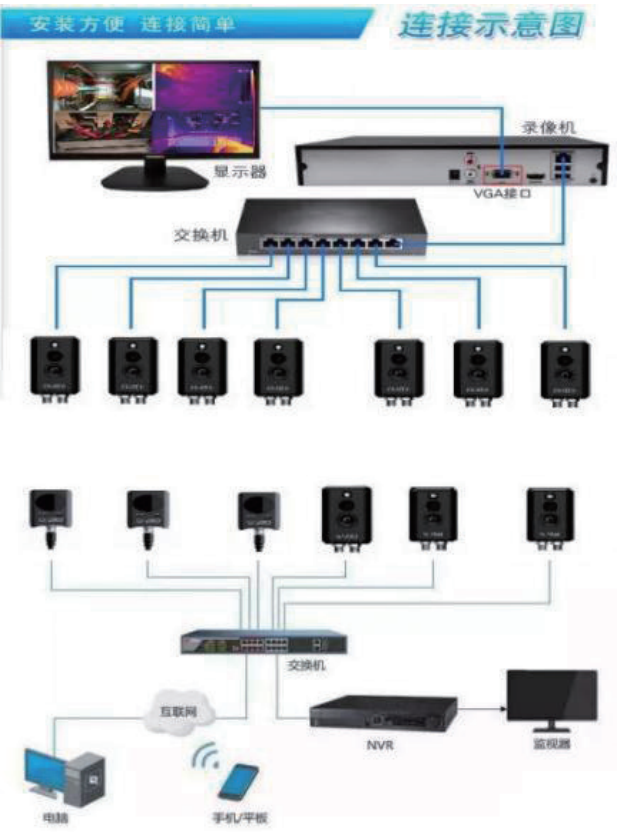 安装方便 连接简单
连接示意图
录像机
显示器
VGA接口
交换机
交换机
互联网
NVR
监视器
电脑
手机/平板